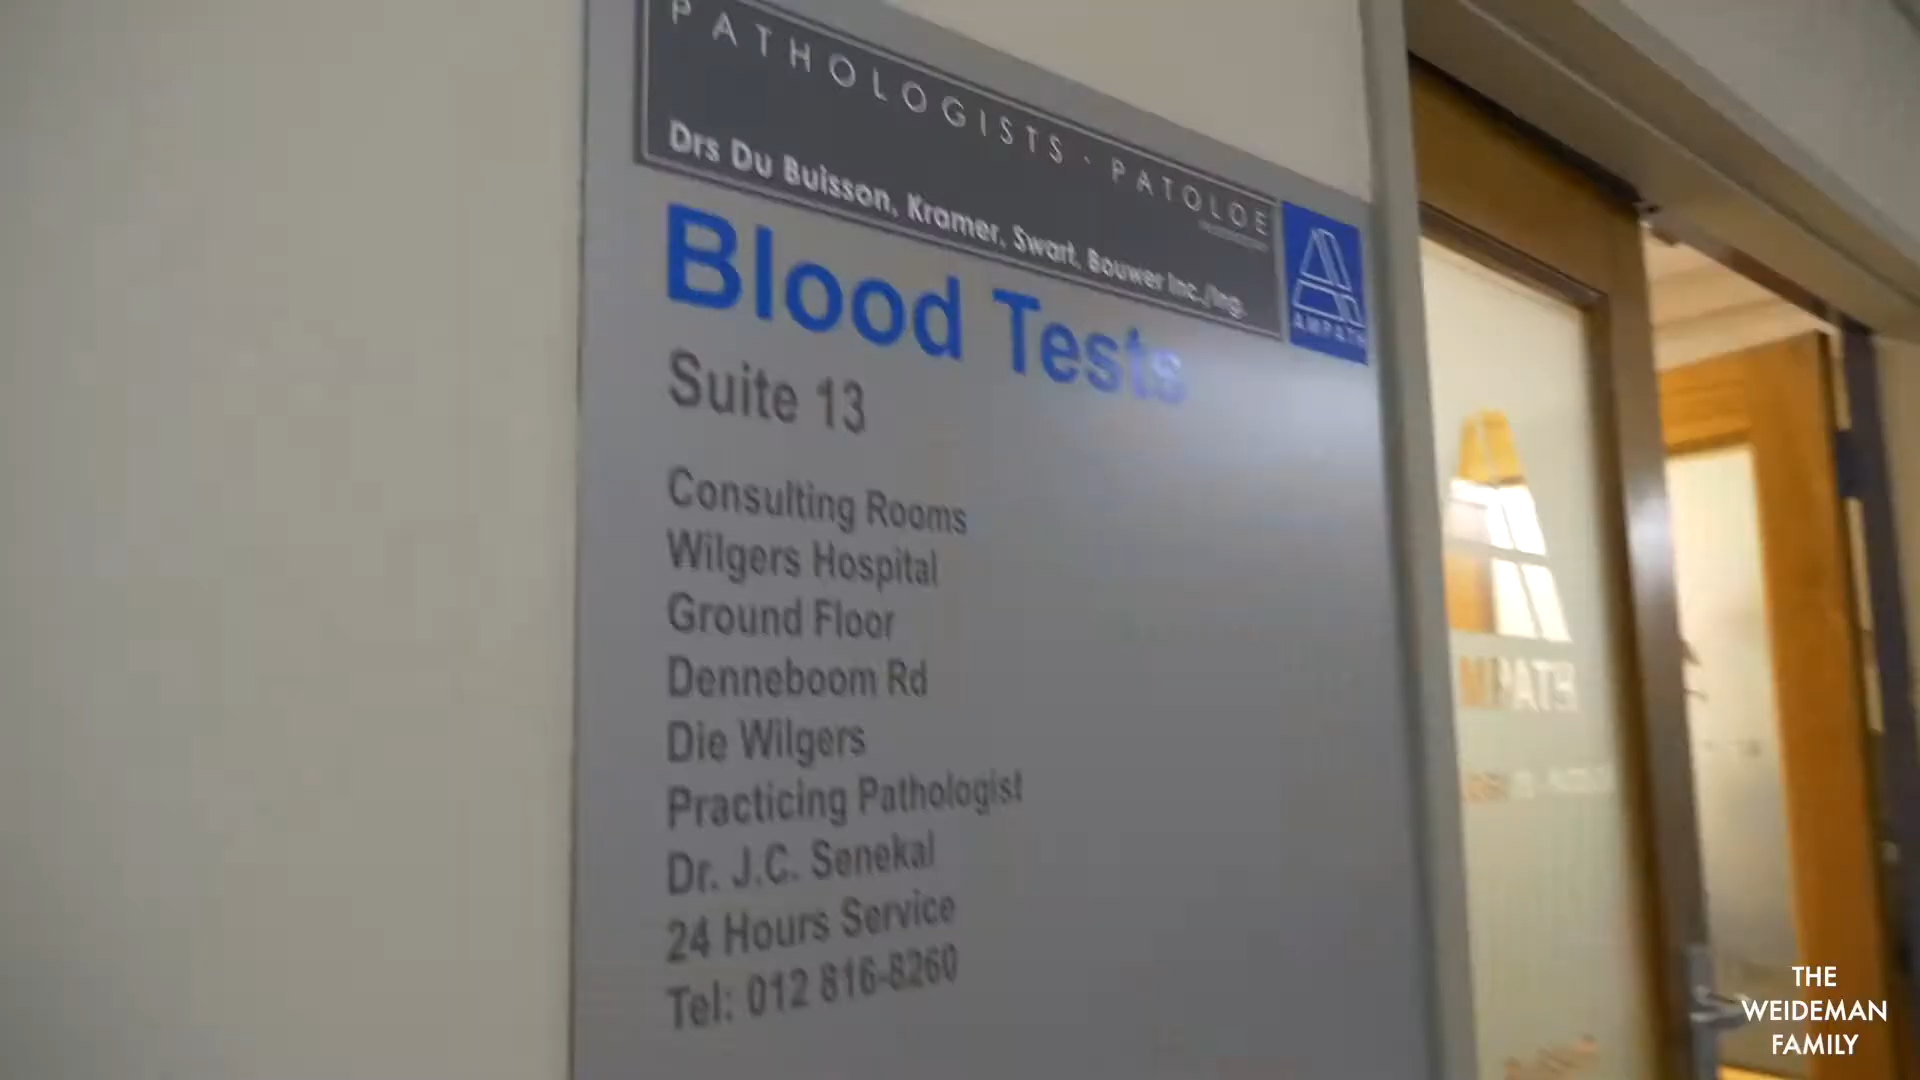 PATHOLOGISTS · PATOLOË
Drs Du Buisson, Kramer, Swart, Bouwer Inc./Ing.
AMPATH
Blood Tests
Suite 13
Consulting Rooms
Wilgers Hospital
Ground Floor
Denneboom Rd
Die Wilgers
Practicing Pathologist
Dr. J.C. Senekal
24 Hours Service
Tel: 012 816-8260
MPATH
THE
WEIDEMAN
FAMILY